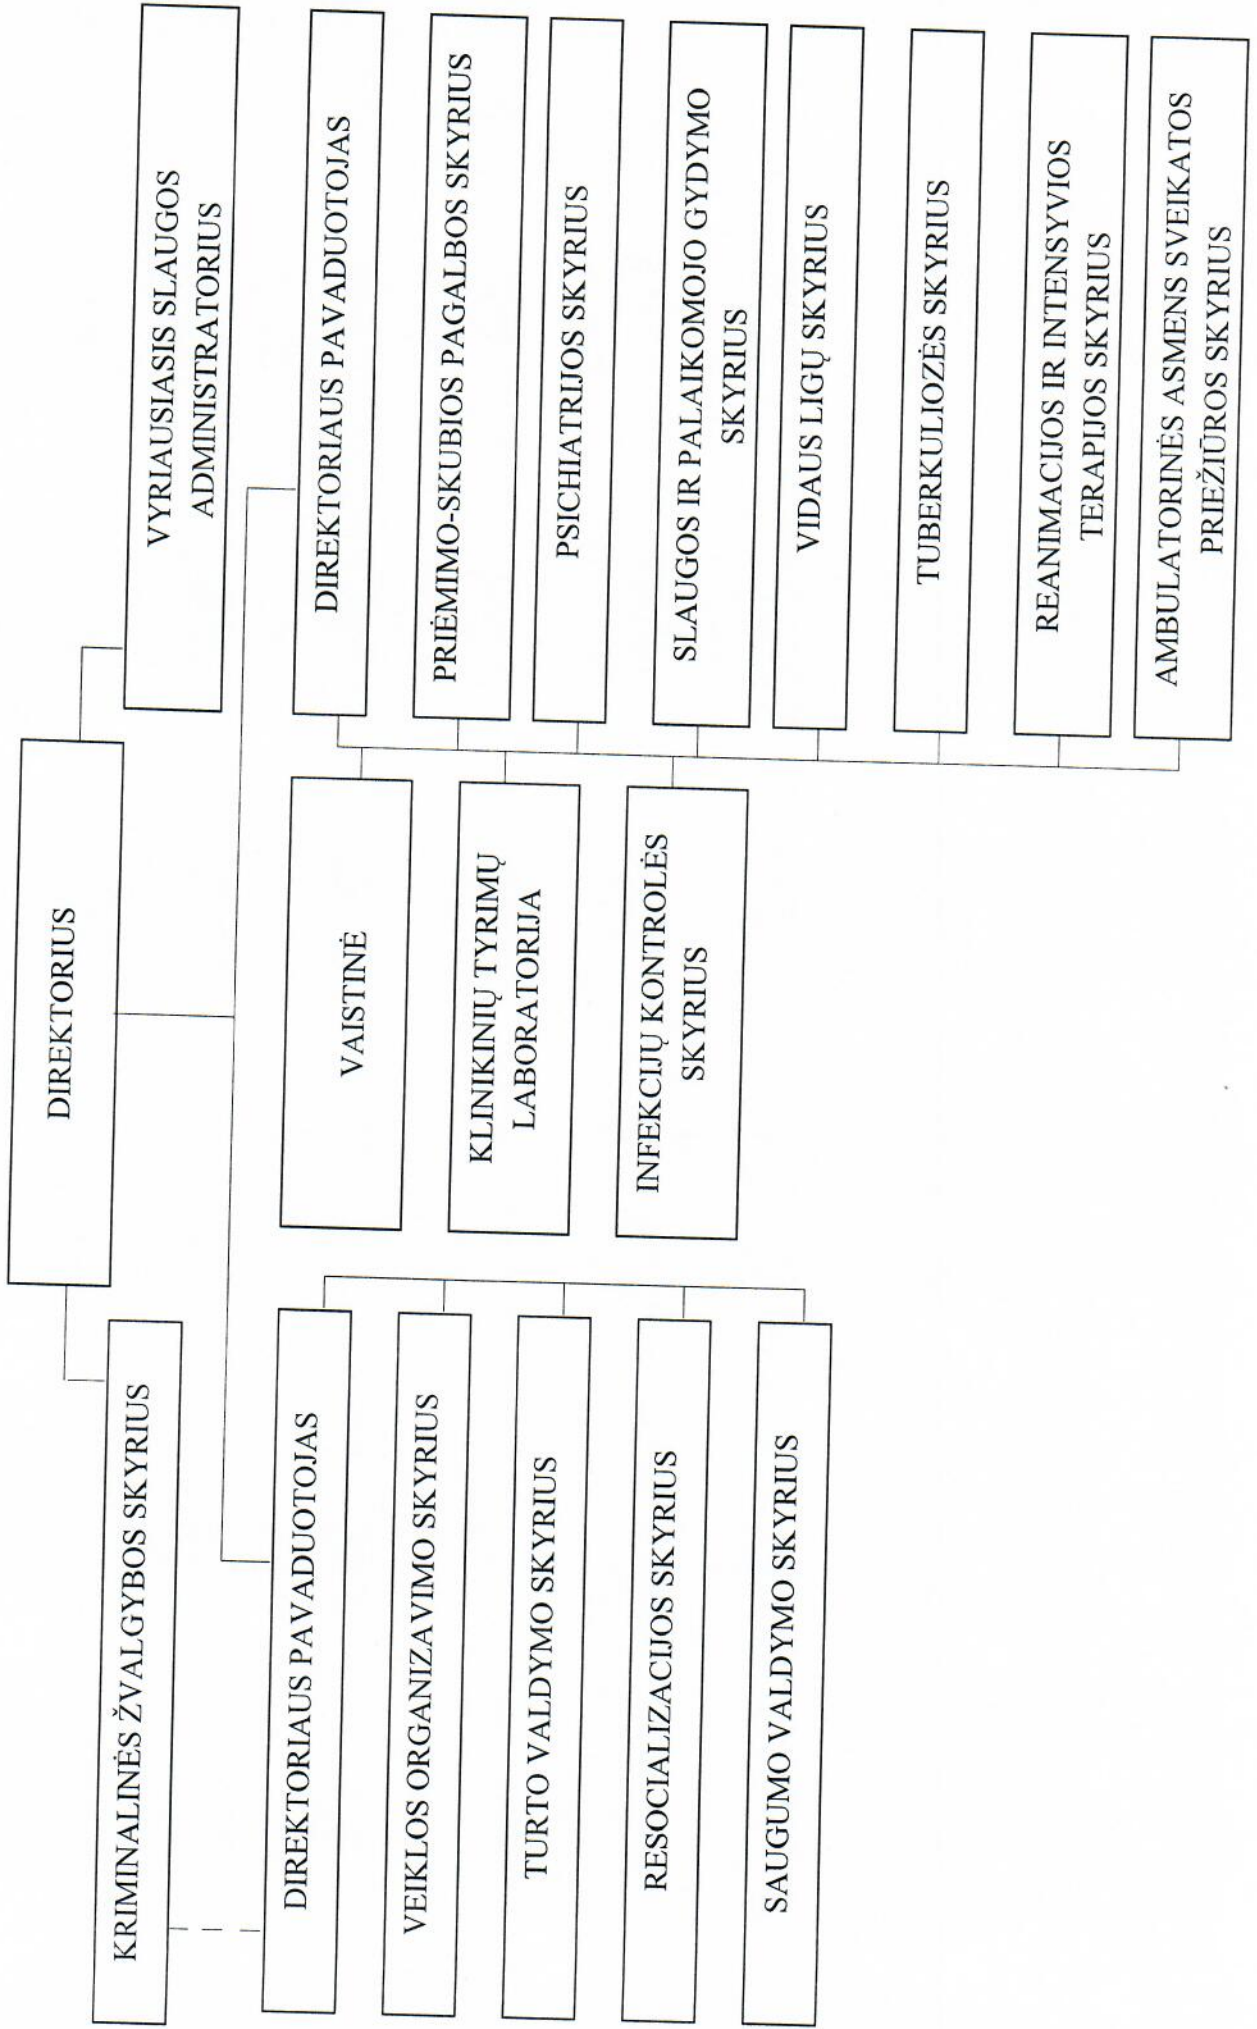 DIREKTORIUS
KRIMINALINĖS ŽVALGYBOS SKYRIUS
VYRIAUSIASIS SLAUGOS
ADMINISTRATORIUS
DIREKTORIAUS PAVADUOTOJAS
VEIKLOS ORGANIZAVIMO SKYRIUS
TURTO VALDYMO SKYRIUS
RESOCIALIZACIJOS SKYRIUS
SAUGUMO VALDYMO SKYRIUS
VAISTINĖ
KLINIKINIŲ TYRIMŲ
LABORATORIJA
INFEKCIJŲ KONTROLĖS
SKYRIUS
DIREKTORIAUS PAVADUOTOJAS
PRIĖMIMO-SKUBIOS PAGALBOS SKYRIUS
PSICHIATRIJOS SKYRIUS
SLAUGOS IR PALAIKOMOJO GYDYMO
SKYRIUS
VIDAUS LIGŲ SKYRIUS
TUBERKULIOZĖS SKYRIUS
REANIMACIJOS IR INTENSYVIOS
TERAPIJOS SKYRIUS
AMBULATORINĖS ASMENS SVEIKATOS
PRIEŽIŪROS SKYRIUS